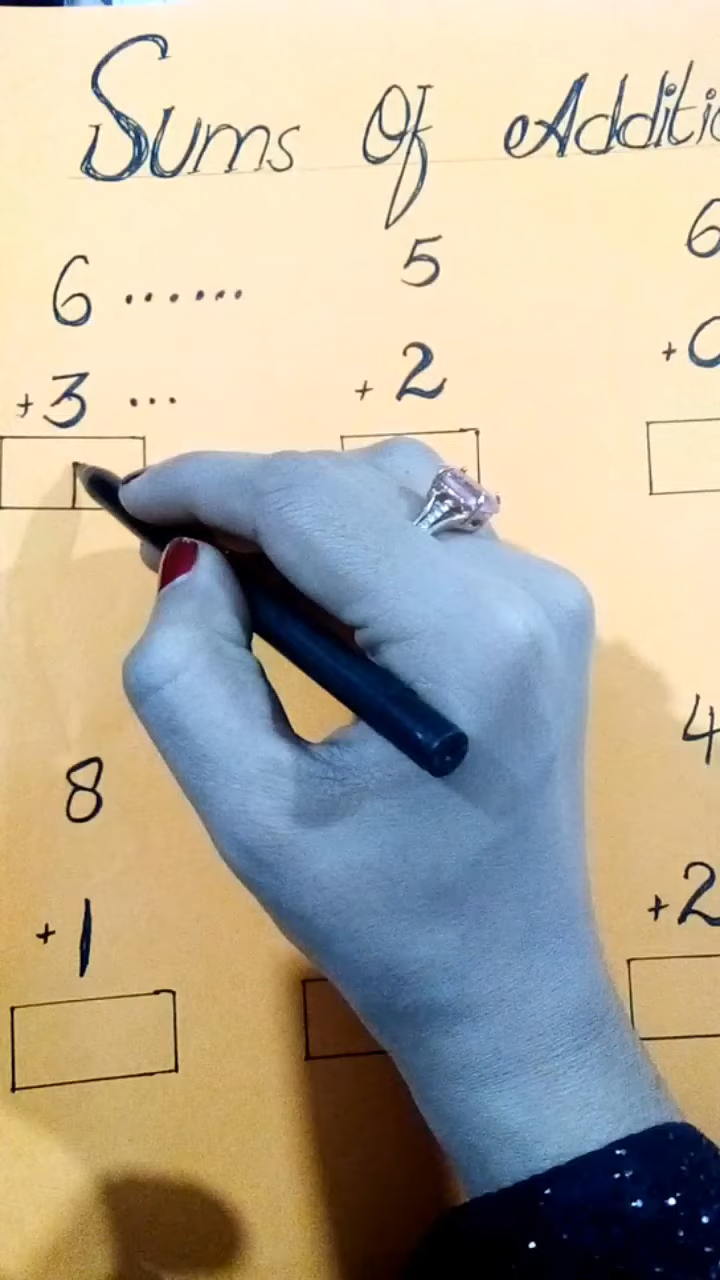 Sums Of Additi
6 ...... 5 6
+3 ... +2 +0
8 4
+1 +2